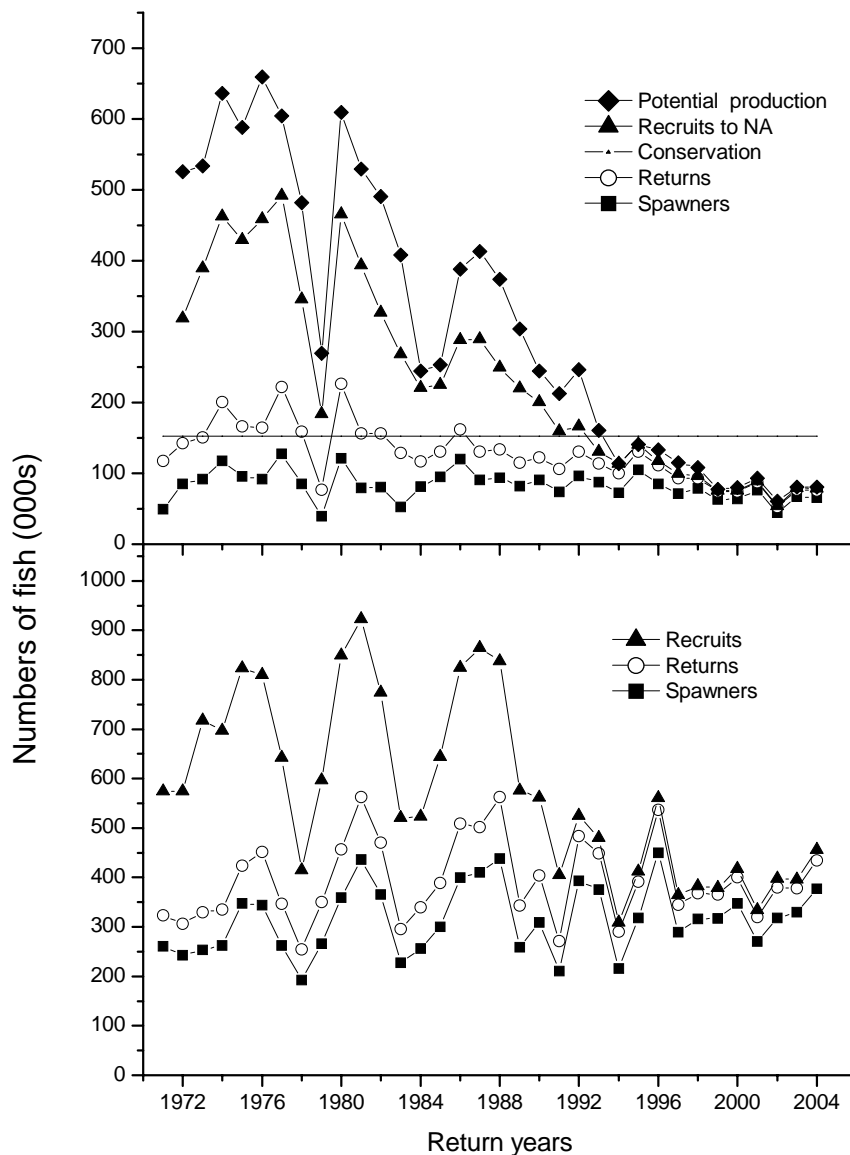 700
600
500
400
300
200
100
0
Potential production
Recruits to NA
Conservation
Returns
Spawners
Numbers of fish (000s)
1000
900
800
700
600
500
400
300
200
100
0
Recruits
Returns
Spawners
1972 1976 1980 1984 1988 1992 1996 2000 2004
Return years